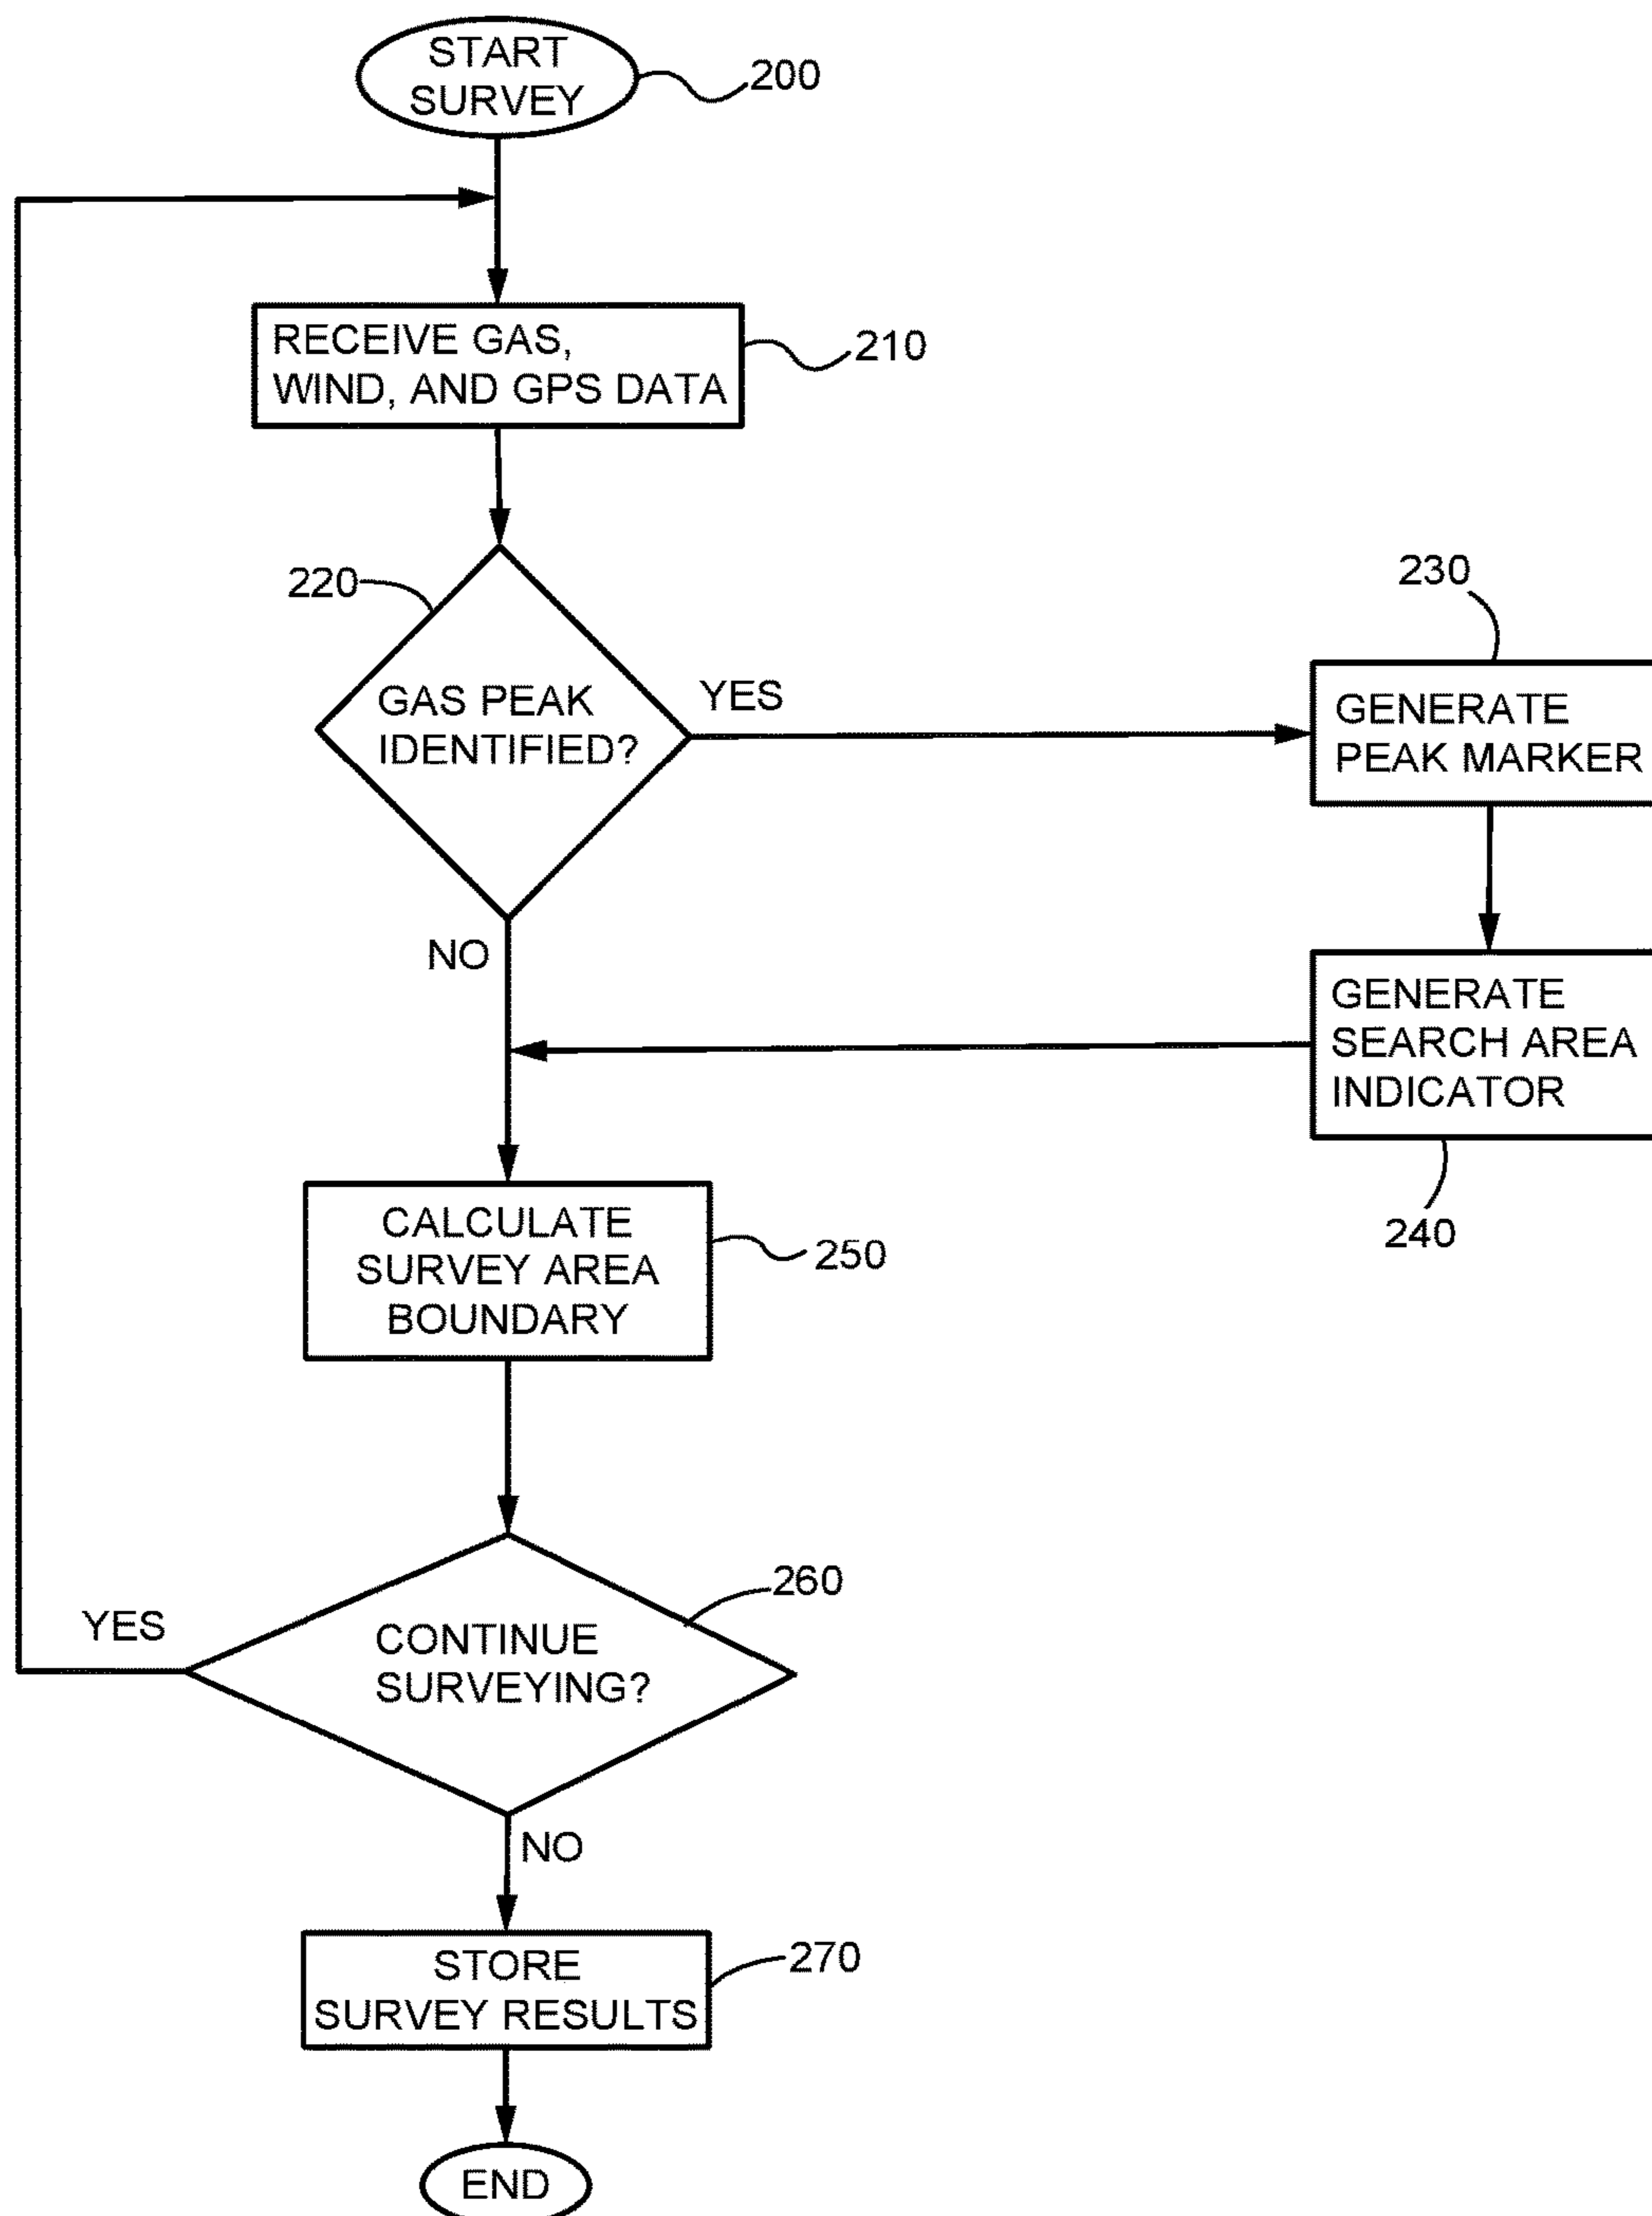 START
SURVEY
200
RECEIVE GAS,
WIND, AND GPS DATA
210
220
GAS PEAK
IDENTIFIED?
YES
230
GENERATE
PEAK MARKER
NO
GENERATE
SEARCH AREA
INDICATOR
240
CALCULATE
SURVEY AREA
BOUNDARY
250
260
CONTINUE
SURVEYING?
YES
NO
STORE
SURVEY RESULTS
270
END